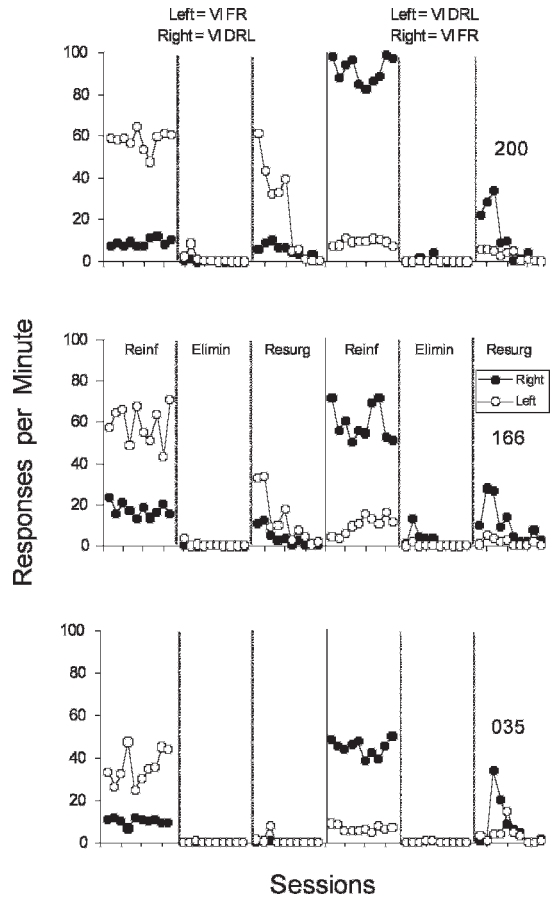 Left = VI FR
Right = VI DRL
Left = VI DRL
Right = VI FR
100
80
60
40
20
0
200
Responses per Minute
100
80
60
40
20
0
Reinf
Elimin
Resurg
Reinf
Elimin
Resurg
Right
Left
166
100
80
60
40
20
0
035
Sessions